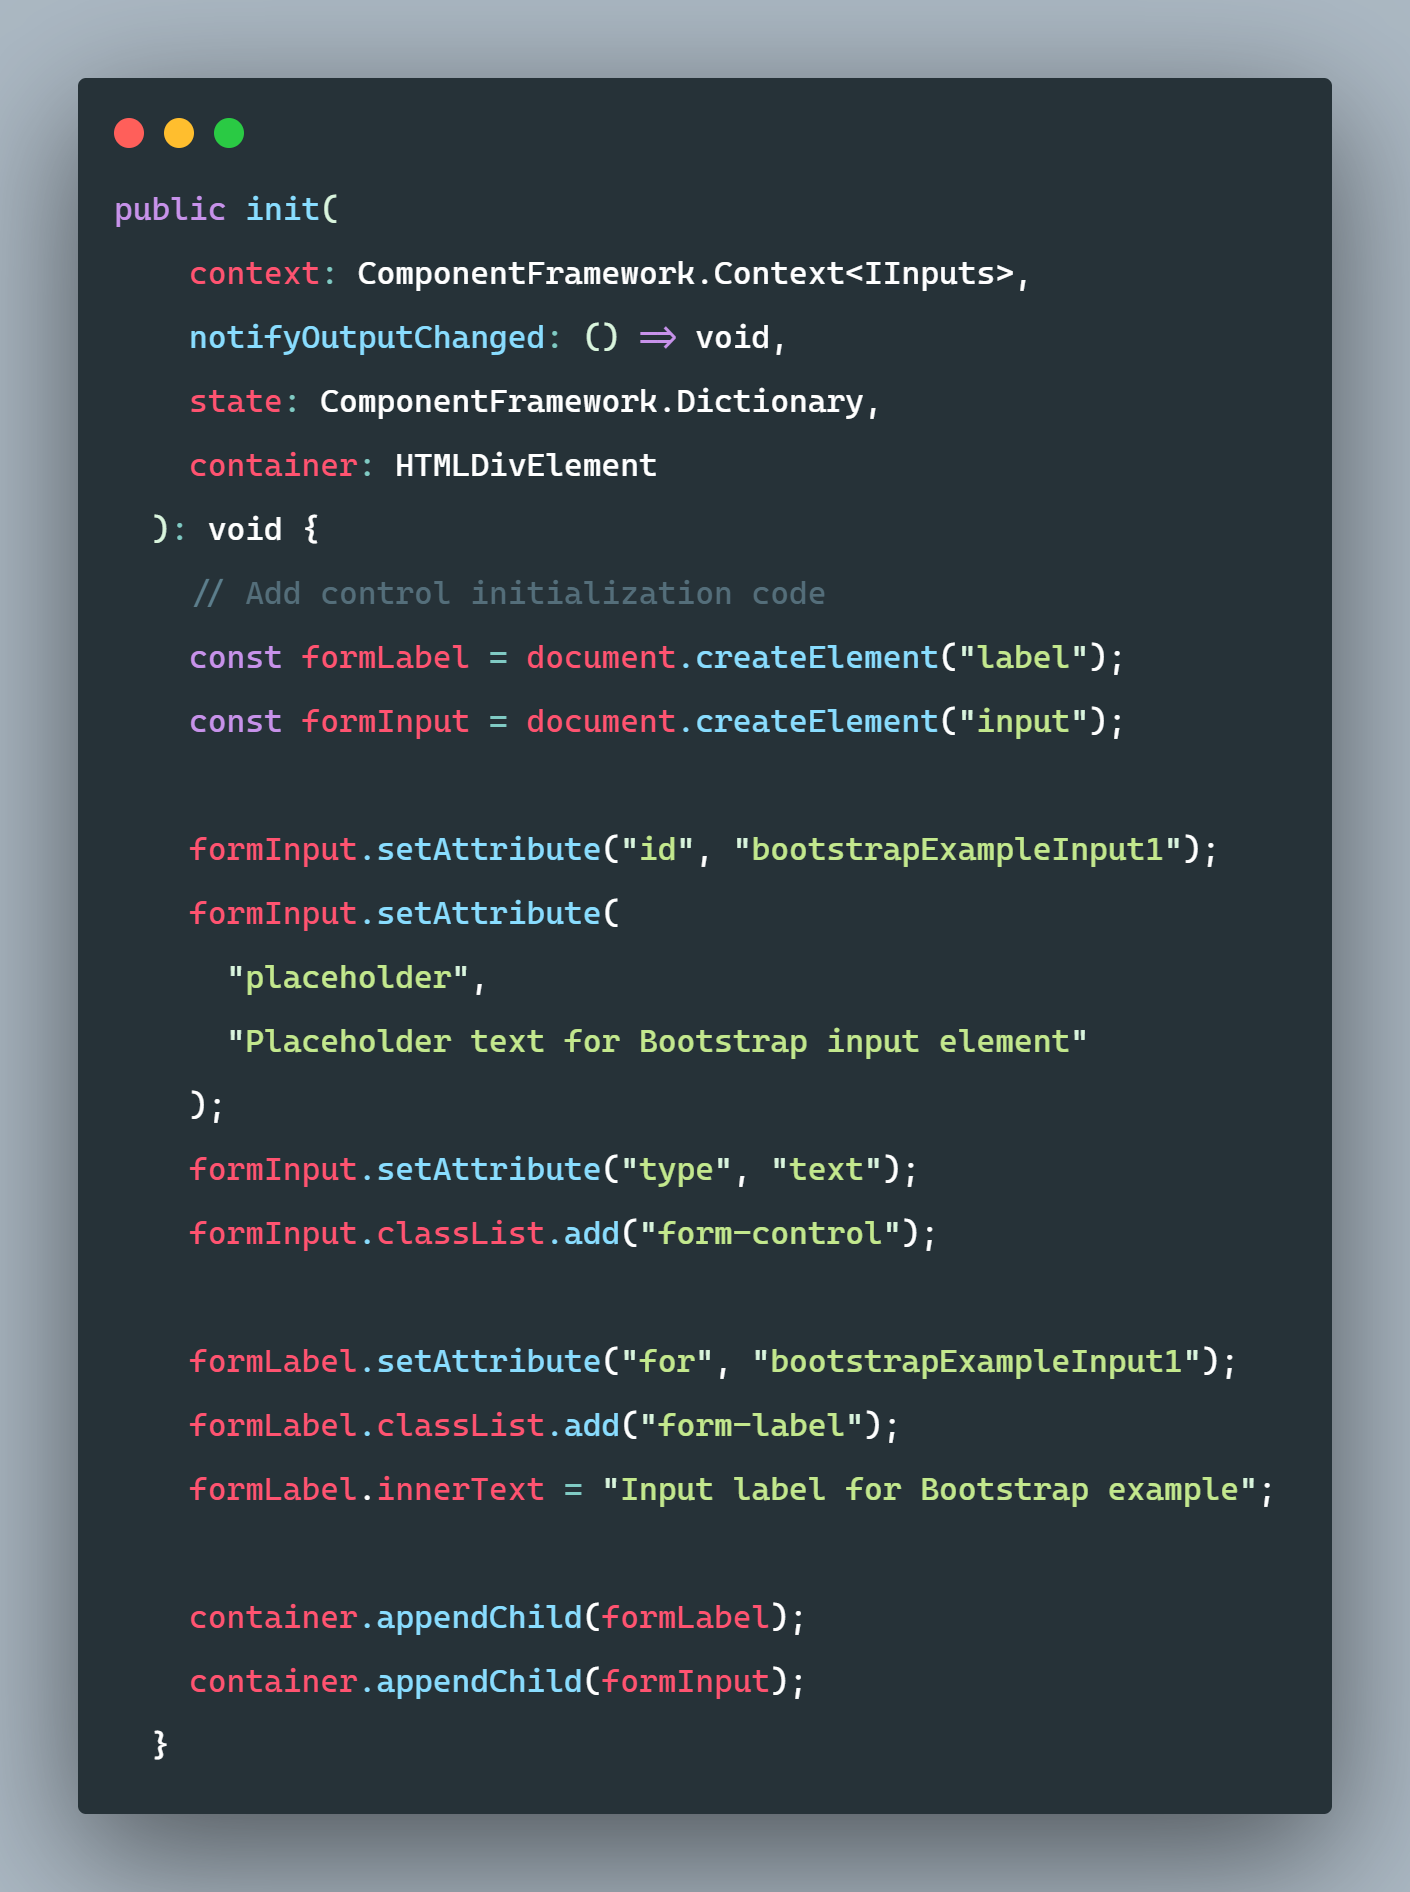 public init(
    context: ComponentFramework.Context<IInputs>,
    notifyOutputChanged: () => void,
    state: ComponentFramework.Dictionary,
    container: HTMLDivElement
  ): void {
    // Add control initialization code
    const formLabel = document.createElement("label");
    const formInput = document.createElement("input");

    formInput.setAttribute("id", "bootstrapExampleInput1");
    formInput.setAttribute(
      "placeholder",
      "Placeholder text for Bootstrap input element"
    );
    formInput.setAttribute("type", "text");
    formInput.classList.add("form-control");

    formLabel.setAttribute("for", "bootstrapExampleInput1");
    formLabel.classList.add("form-label");
    formLabel.innerText = "Input label for Bootstrap example";

    container.appendChild(formLabel);
    container.appendChild(formInput);
  }